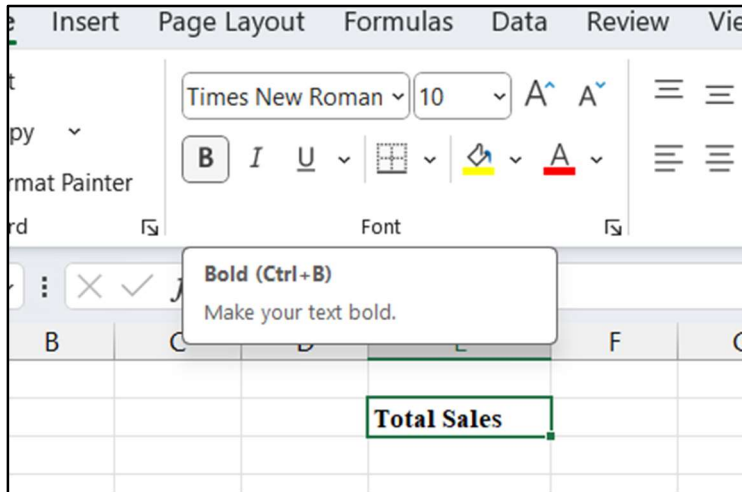 Insert Page Layout Formulas Data Review
Times New Roman 10 A A
B I U A
Painter
Font
Bold (Ctrl+B)
Make your text bold.
B C F
Total Sales